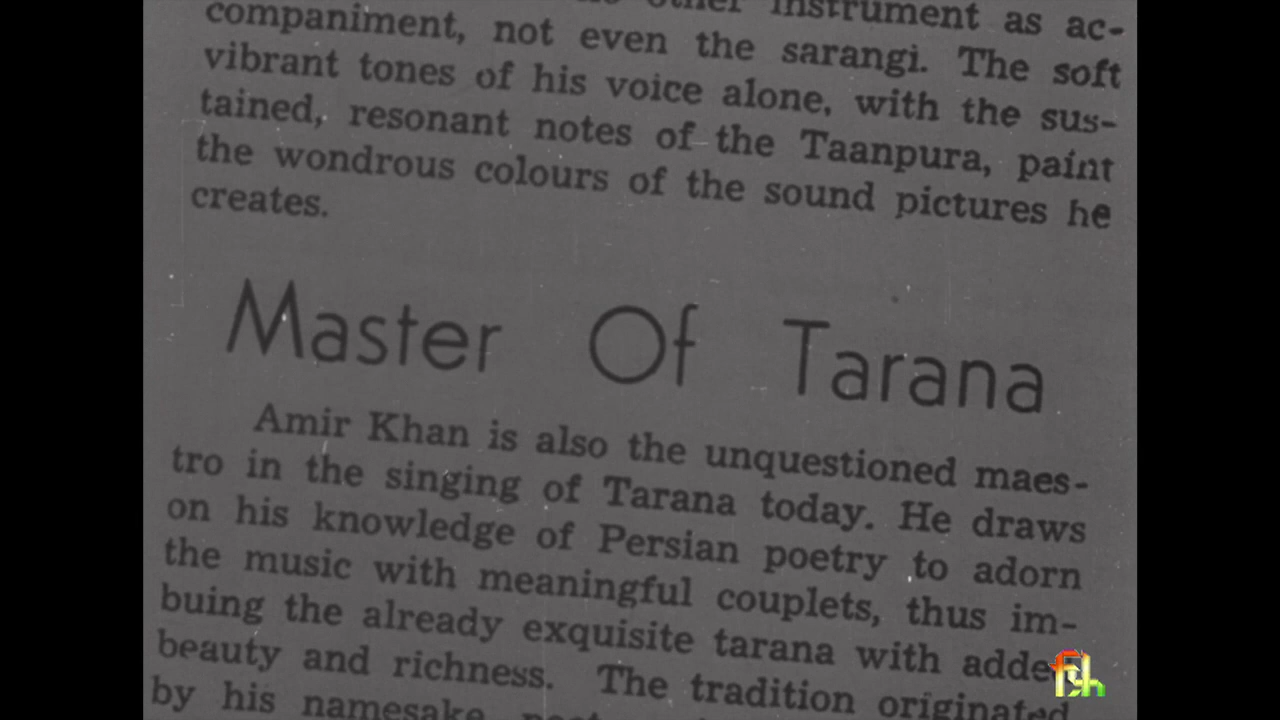 other instrument as ac-
companiment, not even the sarangi. The soft
vibrant tones of his voice alone, with the sus-
tained, resonant notes of the Taanpura, paint
the wondrous colours of the sound pictures he
creates.
Master Of Tarana
Amir Khan is also the unquestioned maes-
tro in the singing of Tarana today. He draws
on his knowledge of Persian poetry to adorn
the music with meaningful couplets, thus im-
buing the already exquisite tarana with added
beauty and richness. The tradition originated
by his namesake